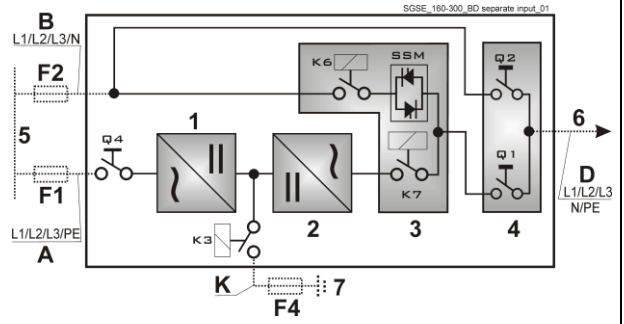 SGSE_160-300_BD separate input_01
B
L1/L2/L3/N
F2
K6
SSM
Q2
5
Q4
1
6
F1
Q1
D
K7
L1/L2/L3
N/PE
L1/L2/L3/PE
A
K3
2
3
4
K
7
F4